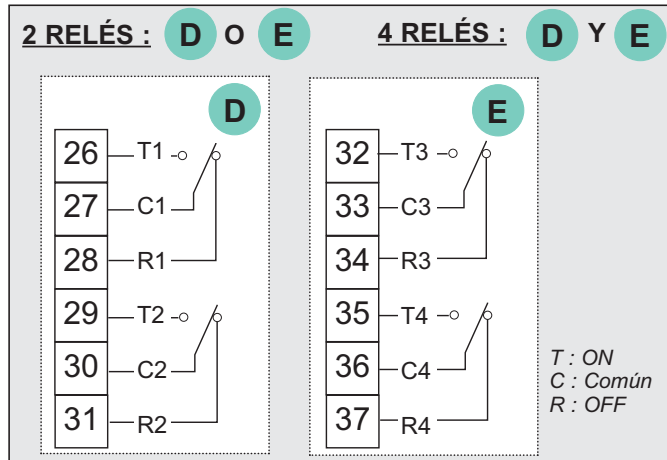 2 RELÉS : D O E
4 RELÉS : D Y E
D
26 T1
27 C1
28 R1
29 T2
30 C2
31 R2
E
32 T3
33 C3
34 R3
35 T4
36 C4
37 R4
T : ON
C : Común
R : OFF